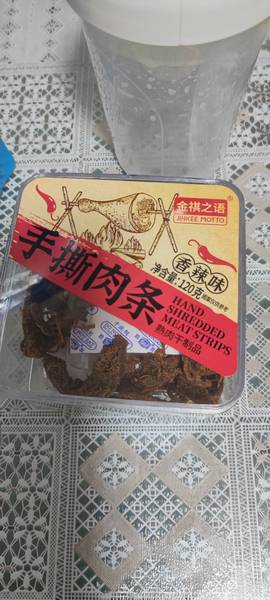 金祺之语
JINKEE MOTTO
手撕肉条
香辣味
净含量:120克
HAND
SHREDDED
MEAT STRIPS
熟肉干制品